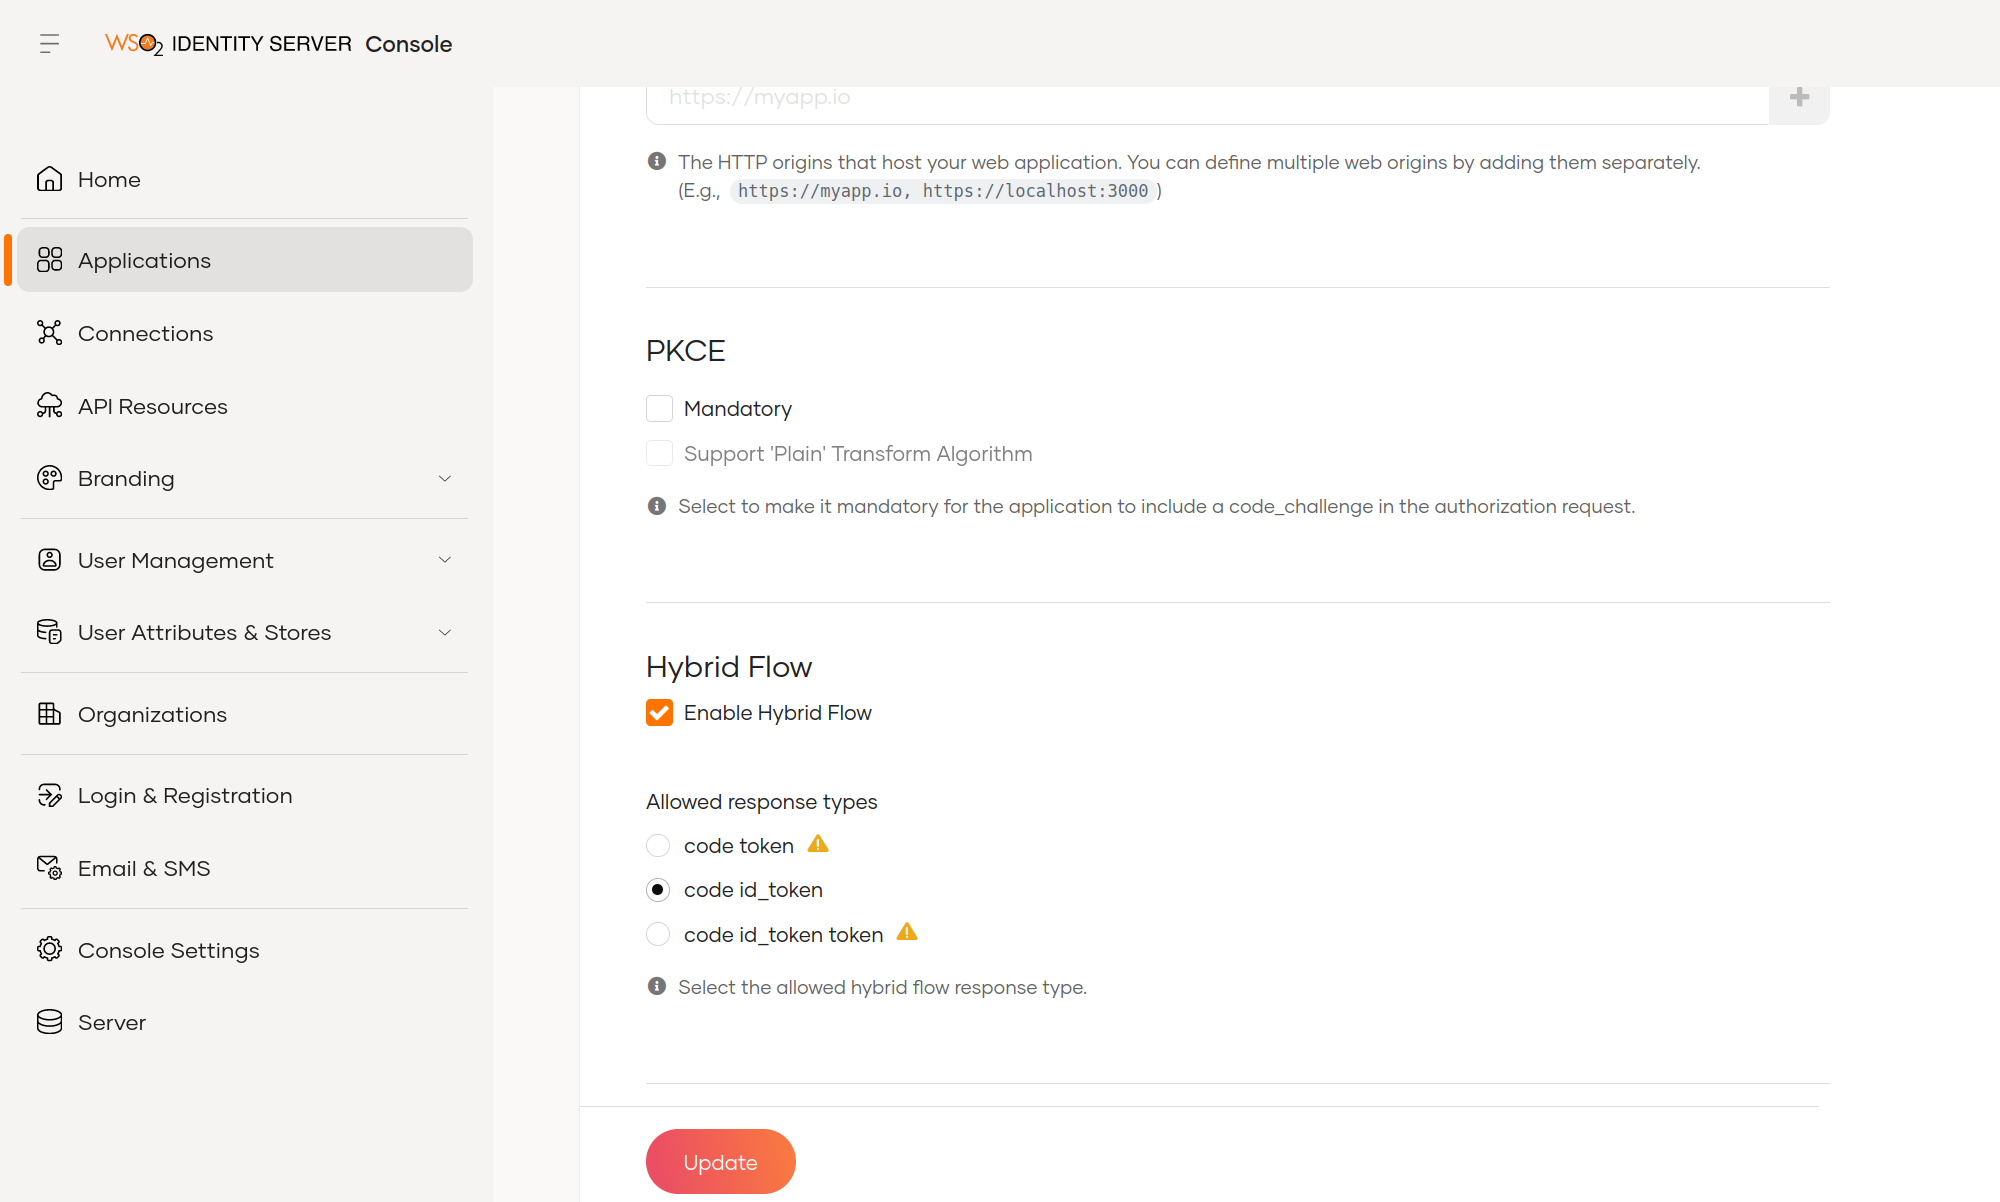 WSO2 IDENTITY SERVER Console
Home
Applications
Connections
API Resources
Branding
User Management
User Attributes & Stores
Organizations
Login & Registration
Email & SMS
Console Settings
Server
https://myapp.io
The HTTP origins that host your web application. You can define multiple web origins by adding them separately.
(E.g., https://myapp.io, https://localhost:3000 )
PKCE
Mandatory
Support 'Plain' Transform Algorithm
Select to make it mandatory for the application to include a code_challenge in the authorization request.
Hybrid Flow
Enable Hybrid Flow
Allowed response types
code token
code id_token
code id_token token
Select the allowed hybrid flow response type.
Update